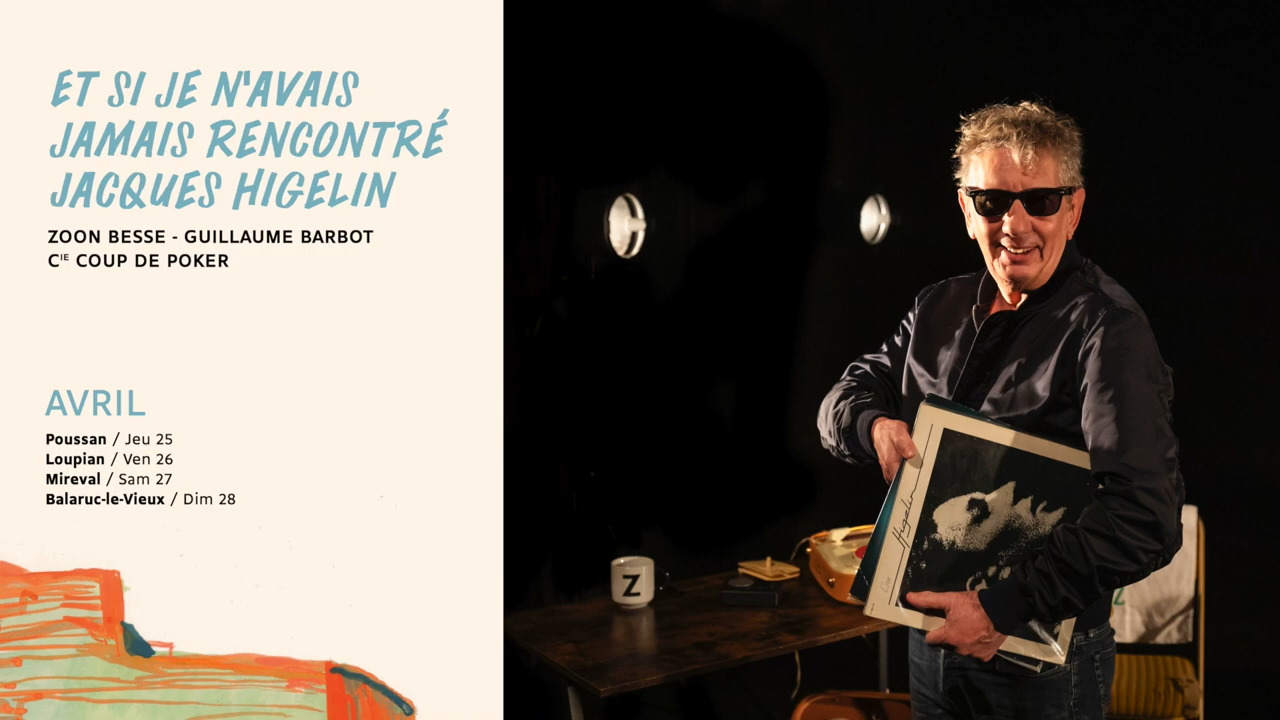 ET SI JE N'AVAIS
JAMAIS RENCONTRÉ
JACQUES HIGELIN
ZOON BESSE - GUILLAUME BARBOT
CIE COUP DE POKER
AVRIL
Poussan / Jeu 25
Loupian / Ven 26
Mireval / Sam 27
Balaruc-le-Vieux / Dim 28
Z
Higelin
Z